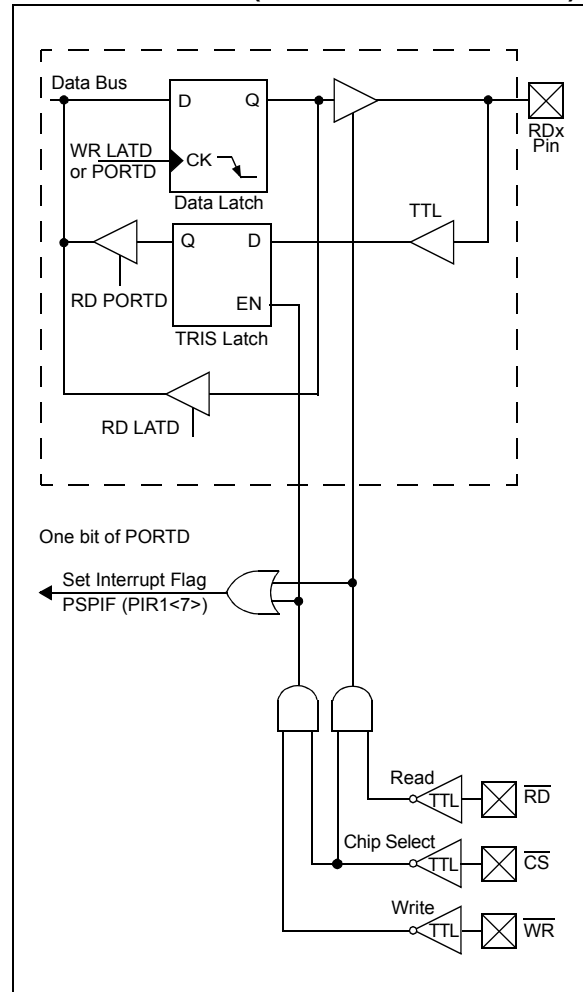 Data Bus
D Q
RDx
Pin
WR LATD
or PORTD
CK
Data Latch
TTL
Q D
RD PORTD
EN
TRIS Latch
RD LATD
One bit of PORTD
Set Interrupt Flag
PSPIF (PIR1<7>)
Read
TTL
RD
Chip Select
TTL
CS
Write
TTL
WR